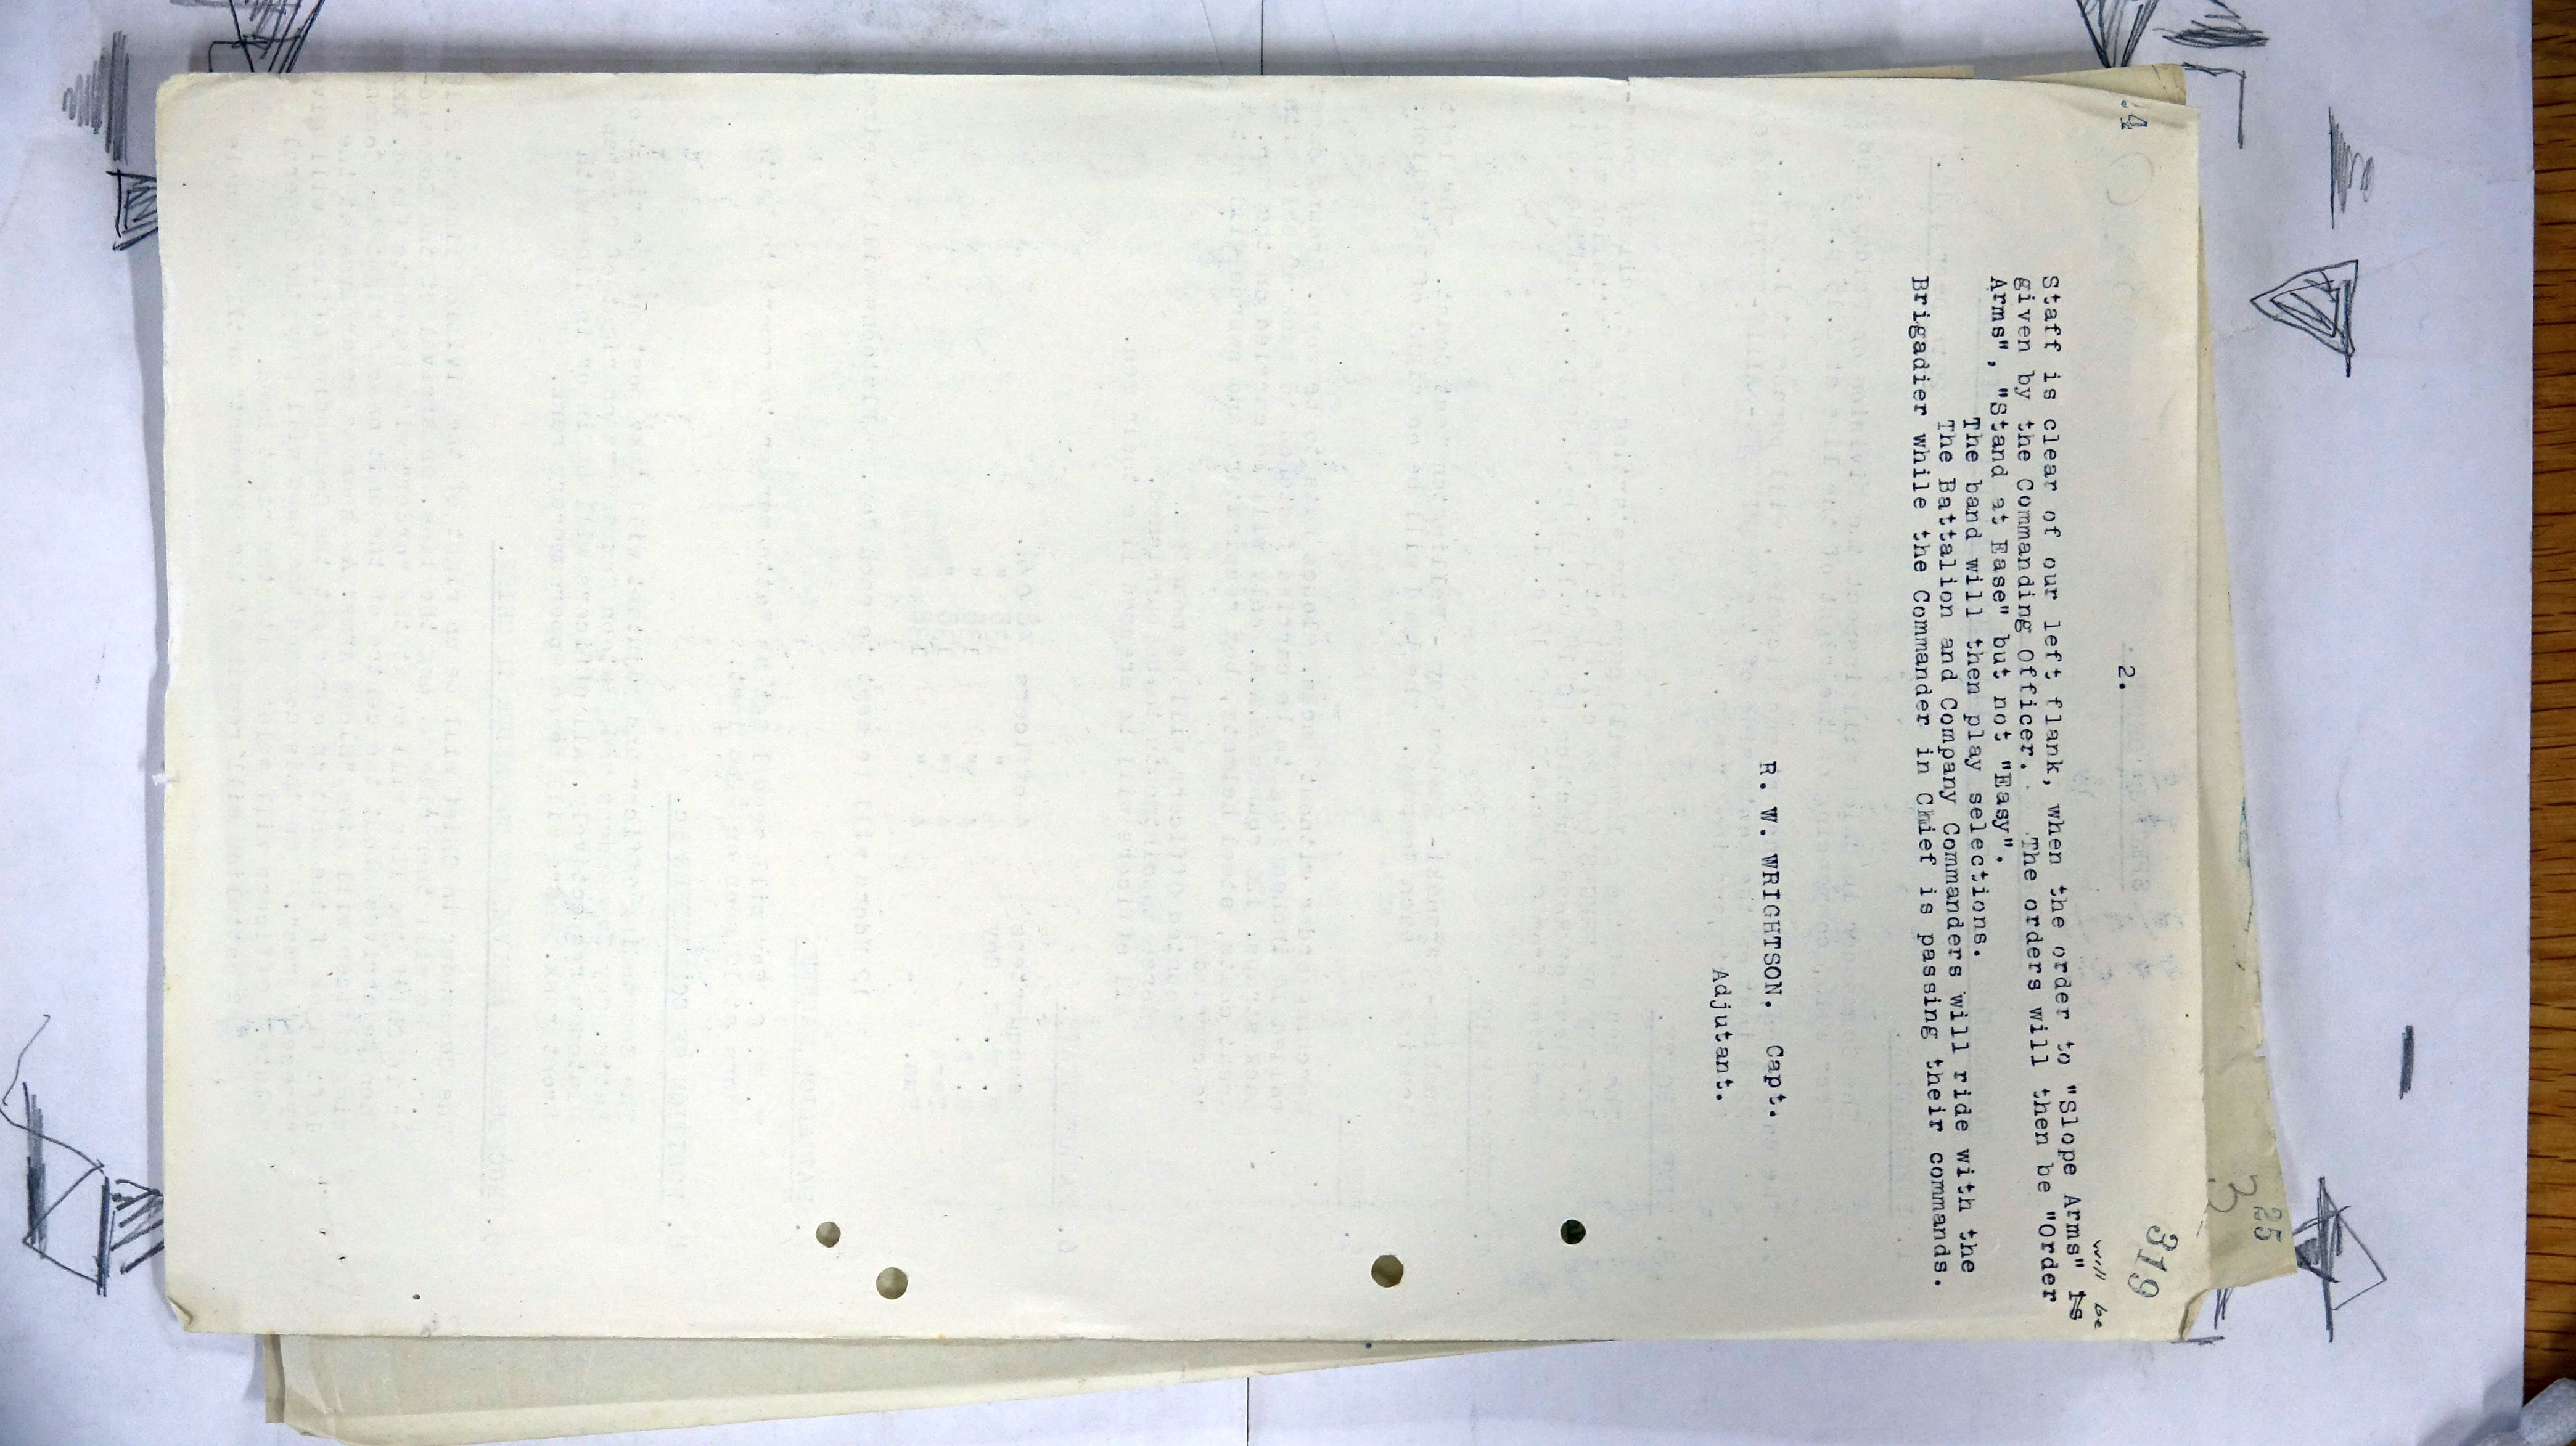 319
2.
will be
Staff is clear of our left flank, when the order to "Slope Arms" is
given by the Commanding Officer. The orders will then be "Order
Arms", "Stand at Ease" but not "Easy".
The band will then play selections.
The Battalion and Company Commanders will ride with the
Brigadier while the Commander in Chief is passing their commands.
R. W. WRIGHTSON. Capt.
Adjutant.
25
3